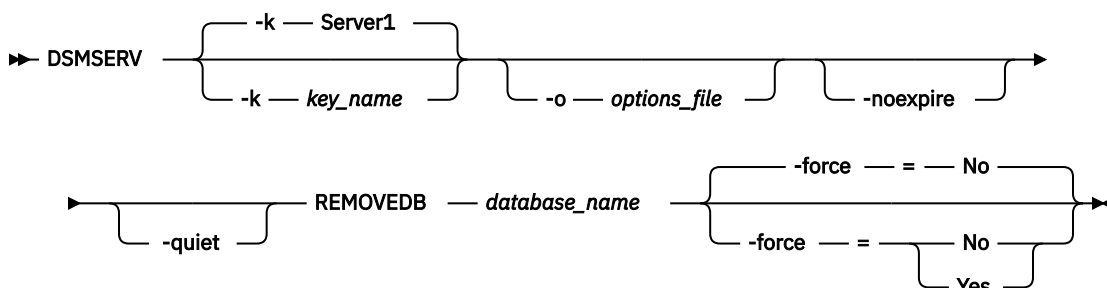 -k Server1
DSMSERV
-k key_name
-o options_file
-noexpire
-force = No
REMOVEDB database_name
-quiet
-force = No
Yes